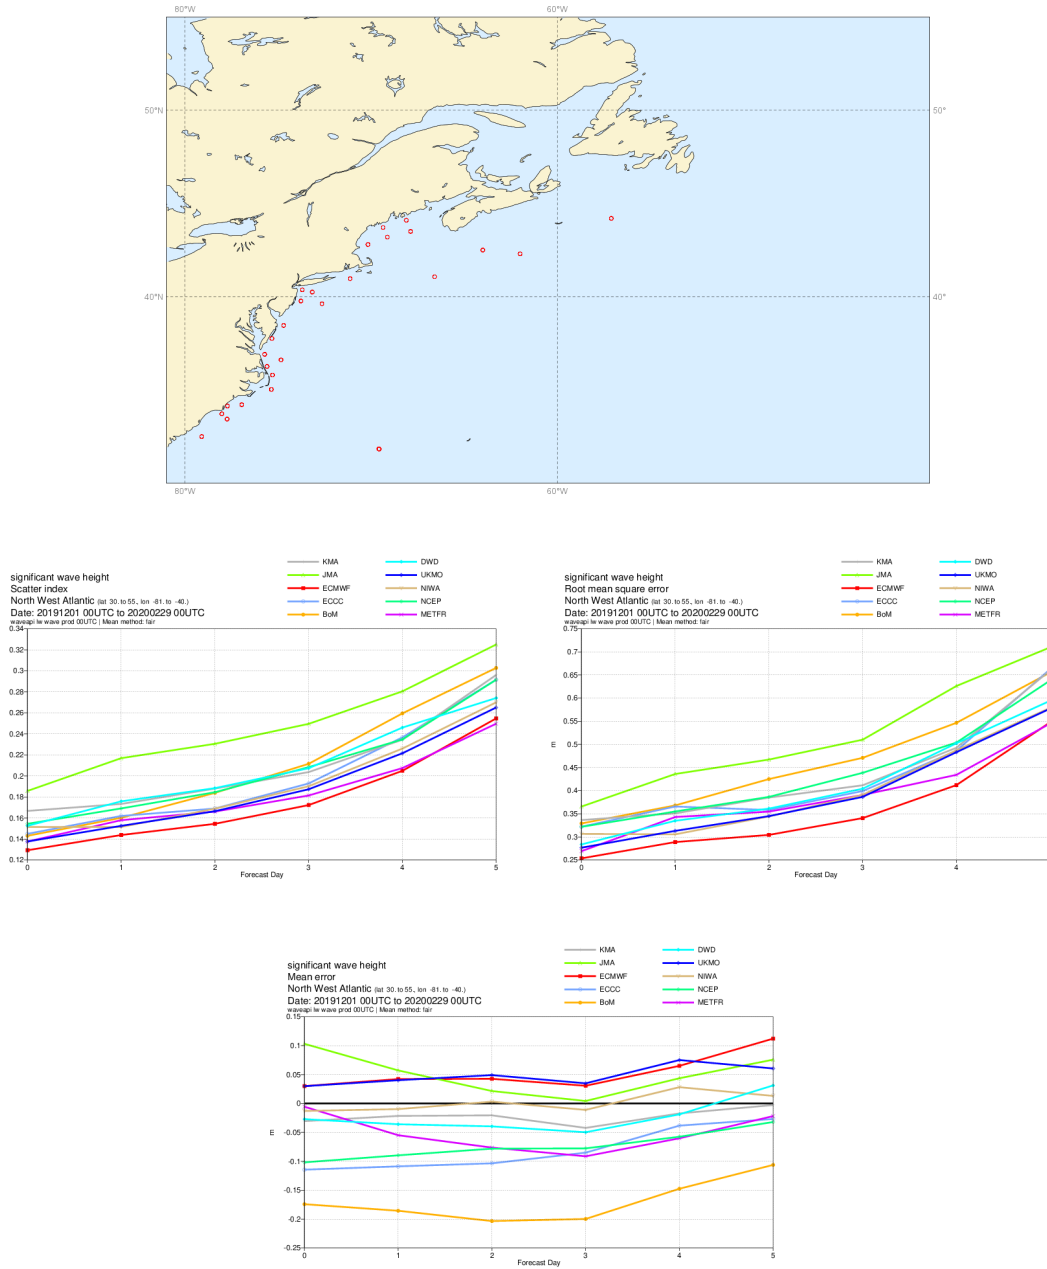 80°W 60°W
50°N 50°
40°N 40°
80°W 60°W
significant wave height
Scatter index
North West Atlantic (lat 30. to 55., lon -81. to -40.)
Date: 20191201 00UTC to 20200229 00UTC
waveapi lw wave prod 00UTC | Mean method: fair
KMA DWD
JMA UKMO
ECMWF NIWA
ECCC NCEP
BoM METFR
0.34
0.32
0.3
0.28
0.26
0.24
0.22
0.2
0.18
0.16
0.14
0.12
0 1 2 3 4 5
Forecast Day
significant wave height
Root mean square error
North West Atlantic (lat 30. to 55., lon -81. to -40.)
Date: 20191201 00UTC to 20200229 00UTC
waveapi lw wave prod 00UTC | Mean method: fair
KMA DWD
JMA UKMO
ECMWF NIWA
ECCC NCEP
BoM METFR
0.75
0.7
0.65
0.6
0.55
0.5
0.45
0.4
0.35
0.3
0.25
m
0 1 2 3 4
Forecast Day
significant wave height
Mean error
North West Atlantic (lat 30. to 55., lon -81. to -40.)
Date: 20191201 00UTC to 20200229 00UTC
waveapi lw wave prod 00UTC | Mean method: fair
KMA DWD
JMA UKMO
ECMWF NIWA
ECCC NCEP
BoM METFR
0.15
0.1
0.05
0
-0.05
-0.1
-0.15
-0.2
-0.25
m
0 1 2 3 4 5
Forecast Day